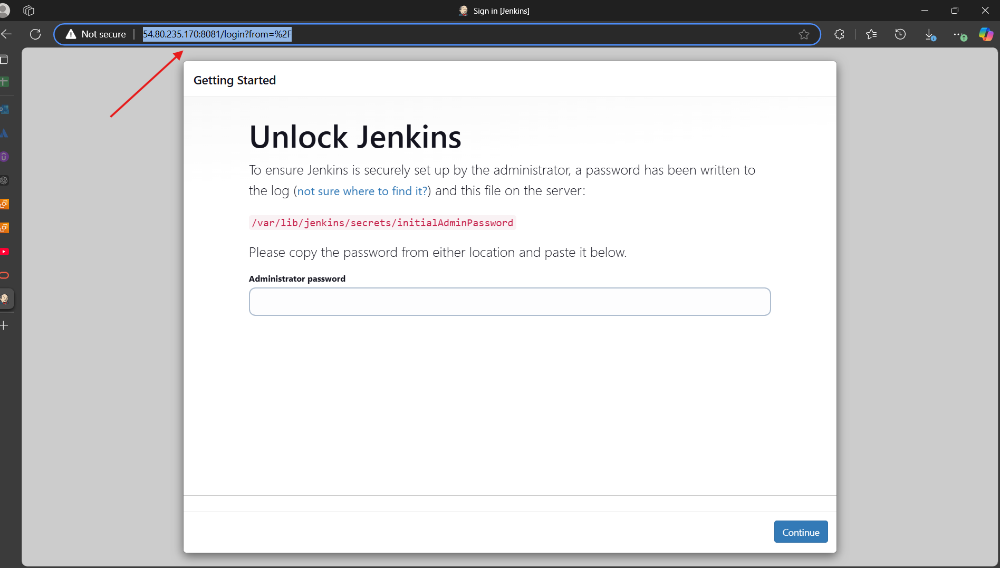 Sign in [Jenkins]
Not secure
54.80.235.170:8081/login?from=%2F
Getting Started
Unlock Jenkins
To ensure Jenkins is securely set up by the administrator, a password has been written to
the log (not sure where to find it?) and this file on the server:
/var/lib/jenkins/secrets/initialAdminPassword
Please copy the password from either location and paste it below.
Administrator password
Continue